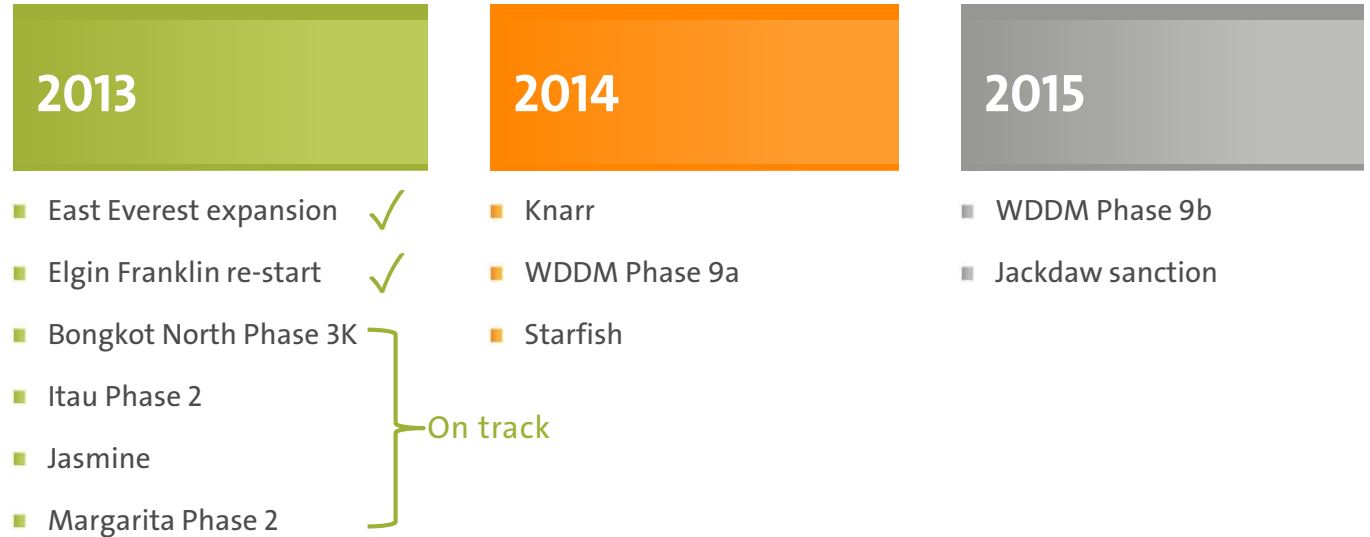 2013
East Everest expansion
Elgin Franklin re-start
Bongkot North Phase 3K
Itau Phase 2
Jasmine
Margarita Phase 2
On track
2014
Knarr
WDDM Phase 9a
Starfish
2015
WDDM Phase 9b
Jackdaw sanction